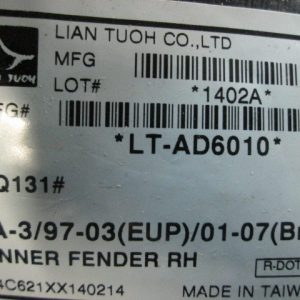 LIAN TUOH CO.,LTD
MFG
LOT#
*1402A*
FG#
*LT-AD6010*
Q131#
A-3/97-03(EUP)/01-07(B
NNER FENDER RH
R-DOT
4C621XX140214
MADE IN TAIW